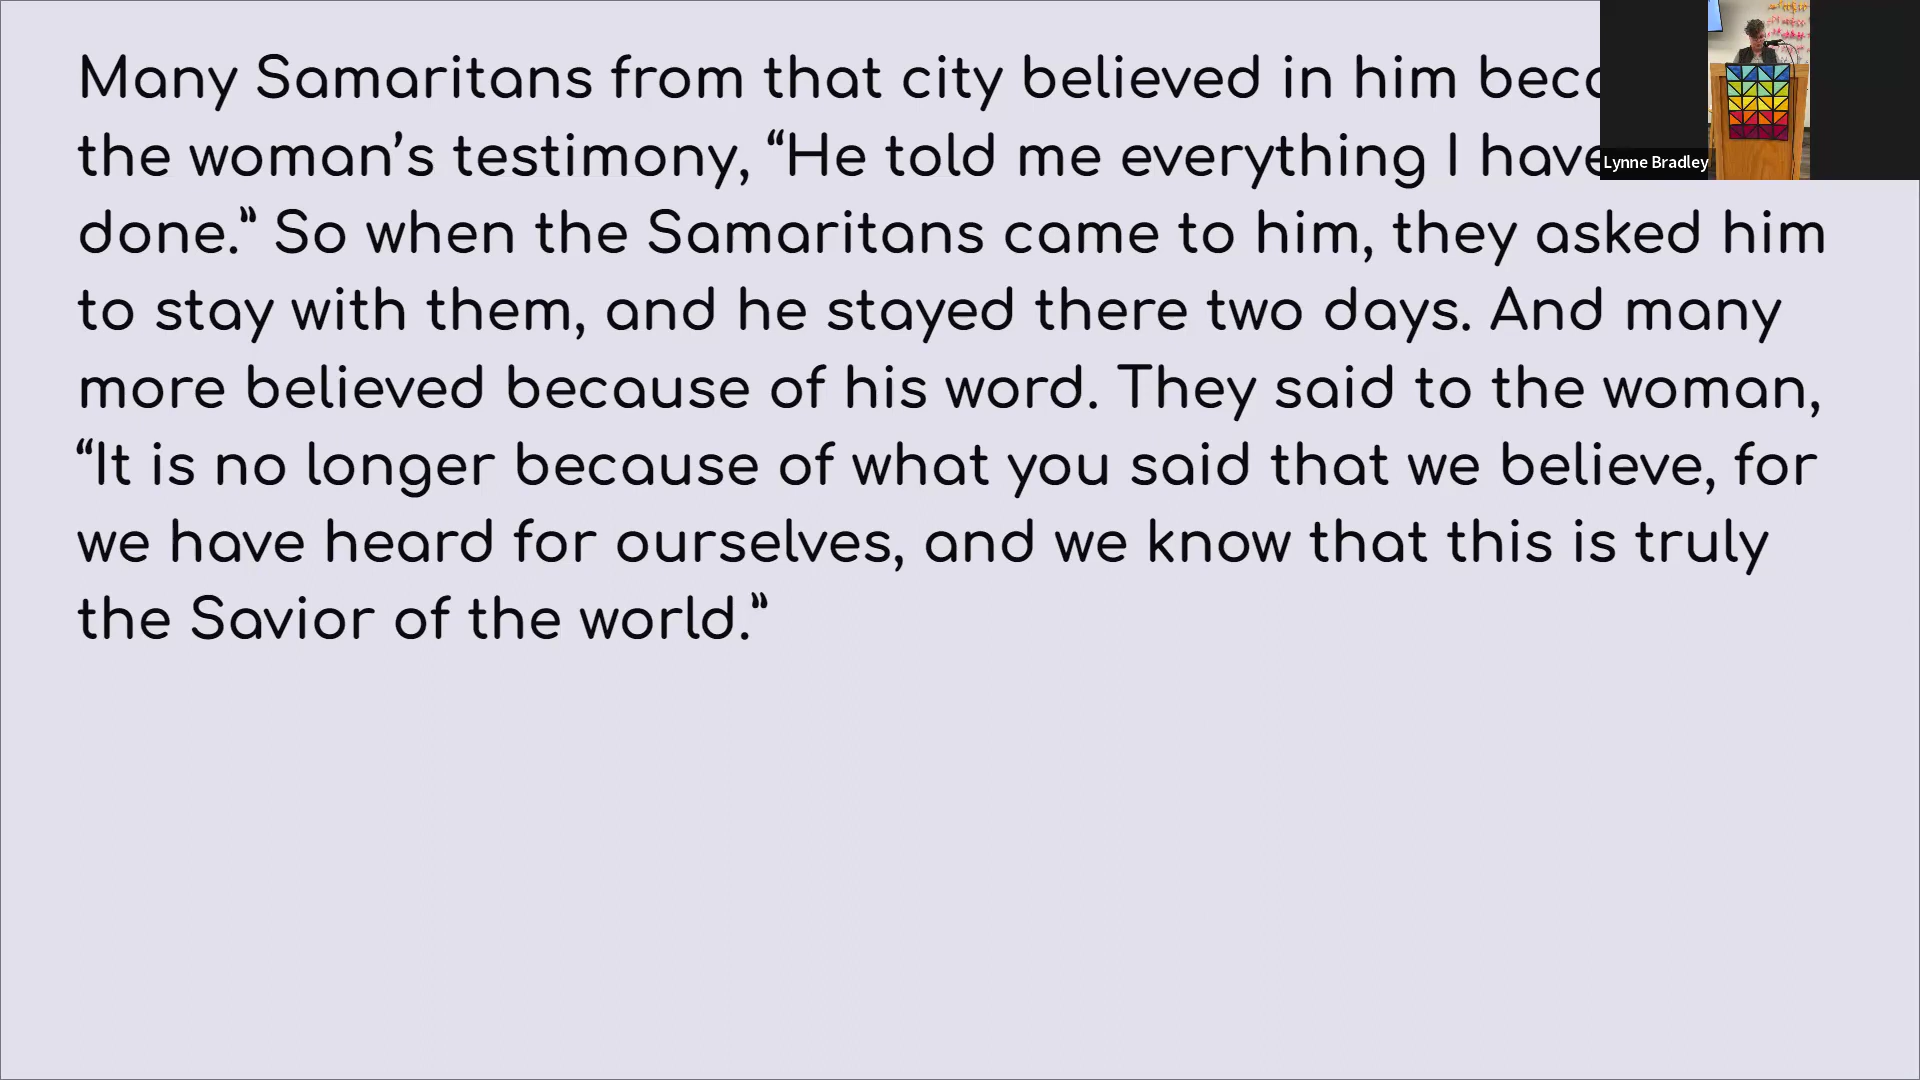 Many Samaritans from that city believed in him
the woman’s testimony, “He told me everything I have
done.” So when the Samaritans came to him, they asked him
to stay with them, and he stayed there two days. And many
more believed because of his word. They said to the woman,
“It is no longer because of what you said that we believe, for
we have heard for ourselves, and we know that this is truly
the Savior of the world.”
Lynne Bradley